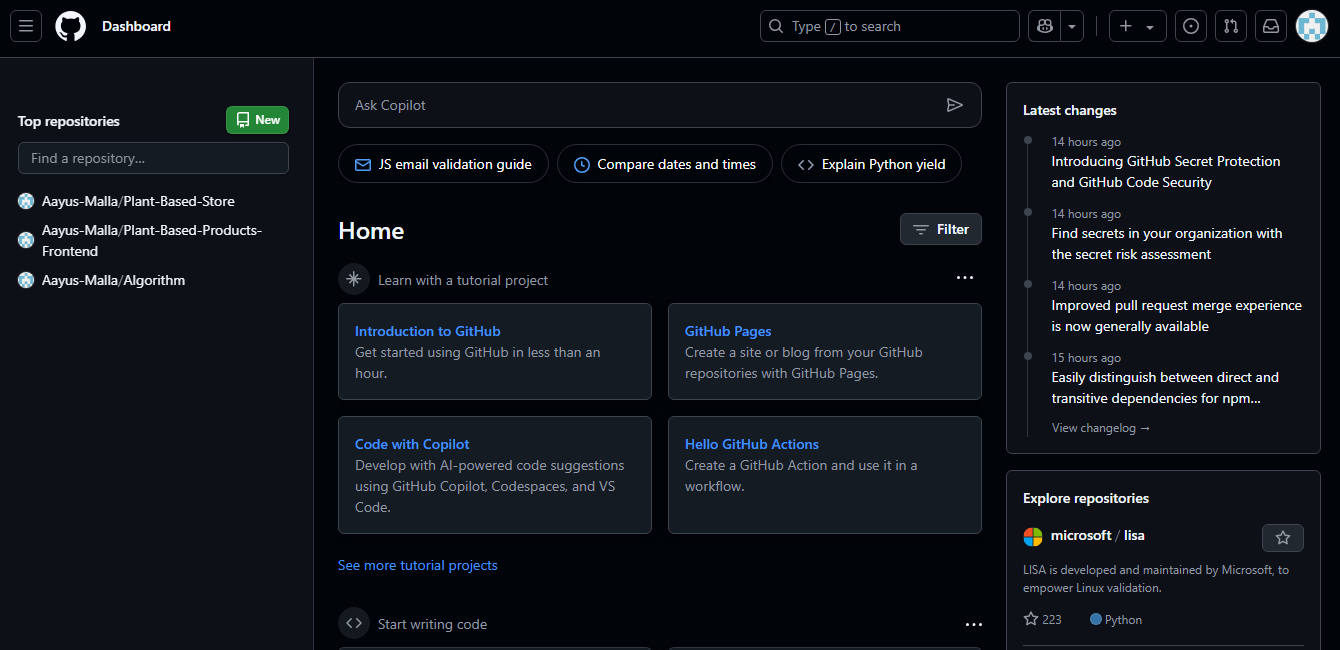 Dashboard
Type / to search
Top repositories
New
Find a repository...
Aayus-Malla/Plant-Based-Store
Aayus-Malla/Plant-Based-Products-
Frontend
Aayus-Malla/Algorithm
Ask Copilot
JS email validation guide
Compare dates and times
Explain Python yield
Home
Filter
Learn with a tutorial project
Introduction to GitHub
Get started using GitHub in less than an
hour.
GitHub Pages
Create a site or blog from your GitHub
repositories with GitHub Pages.
Code with Copilot
Develop with AI-powered code suggestions
using GitHub Copilot, Codespaces, and VS
Code.
Hello GitHub Actions
Create a GitHub Action and use it in a
workflow.
See more tutorial projects
Start writing code
Latest changes
14 hours ago
Introducing GitHub Secret Protection
and GitHub Code Security
14 hours ago
Find secrets in your organization with
the secret risk assessment
14 hours ago
Improved pull request merge experience
is now generally available
15 hours ago
Easily distinguish between direct and
transitive dependencies for npm...
View changelog →
Explore repositories
microsoft / lisa
LISA is developed and maintained by Microsoft, to
empower Linux validation.
223
Python